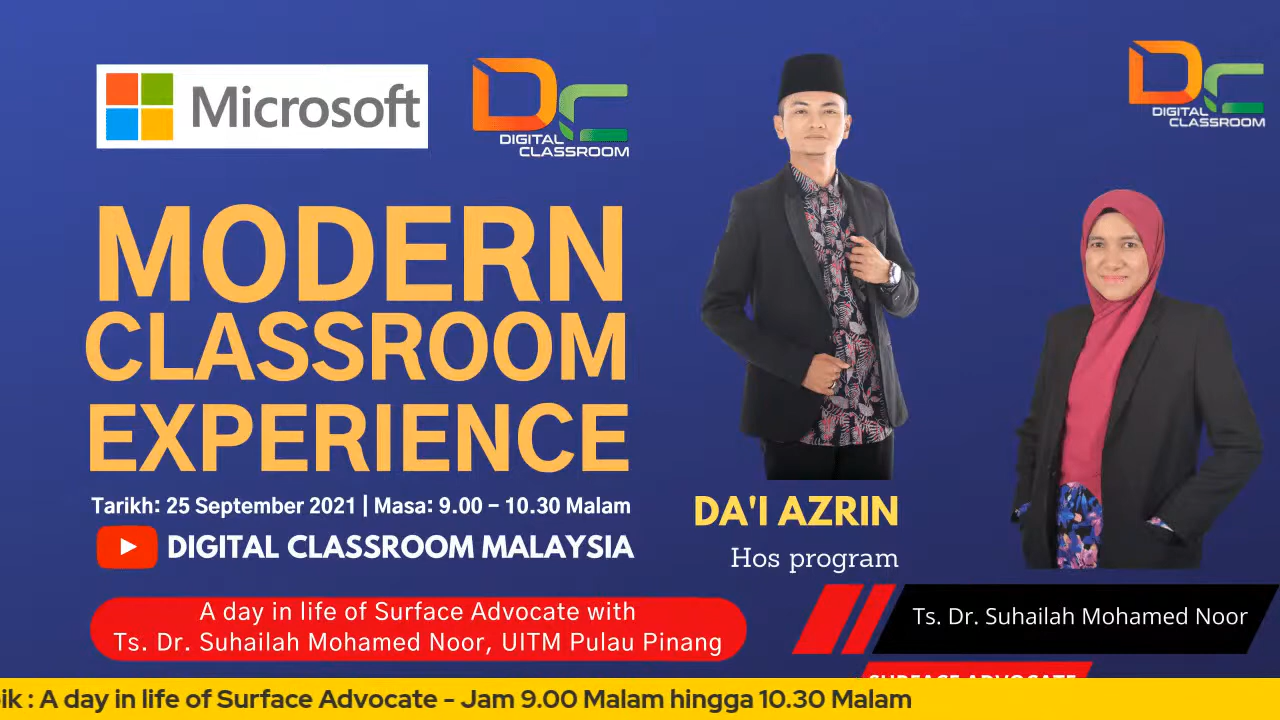 Microsoft
DIGITAL
CLASSROOM
DIGITAL
CLASSROOM
MODERN
CLASSROOM
EXPERIENCE
Tarikh: 25 September 2021 | Masa: 9.00 – 10.30 Malam
DIGITAL CLASSROOM MALAYSIA
A day in life of Surface Advocate with
Ts. Dr. Suhailah Mohamed Noor, UITM Pulau Pinang
DA'I AZRIN
Hos program
Ts. Dr. Suhailah Mohamed Noor
SURFACE ADVOCATE
: A day in life of Surface Advocate - Jam 9.00 Malam hingga 10.30 Malam